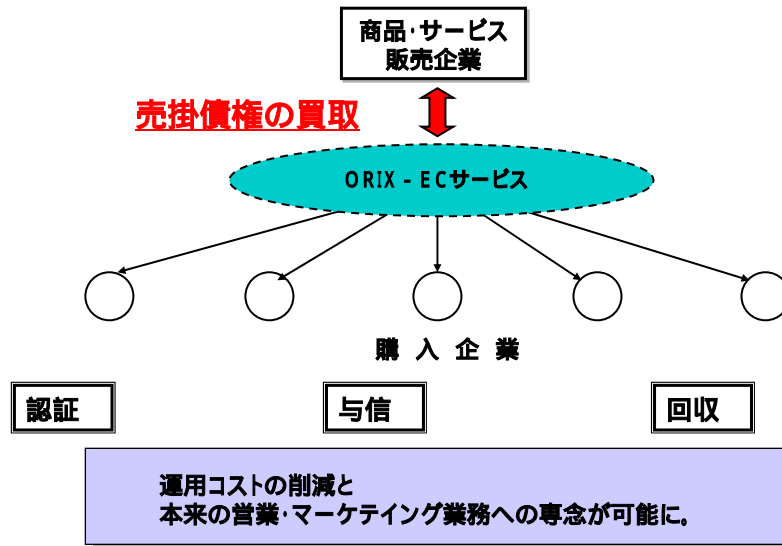 商品・サービス
販売企業
売掛債権の買取
ORIX - ECサービス
購入企業
認証
与信
回収
運用コストの削減と
本来の営業・マーケテイング業務への専念が可能に。